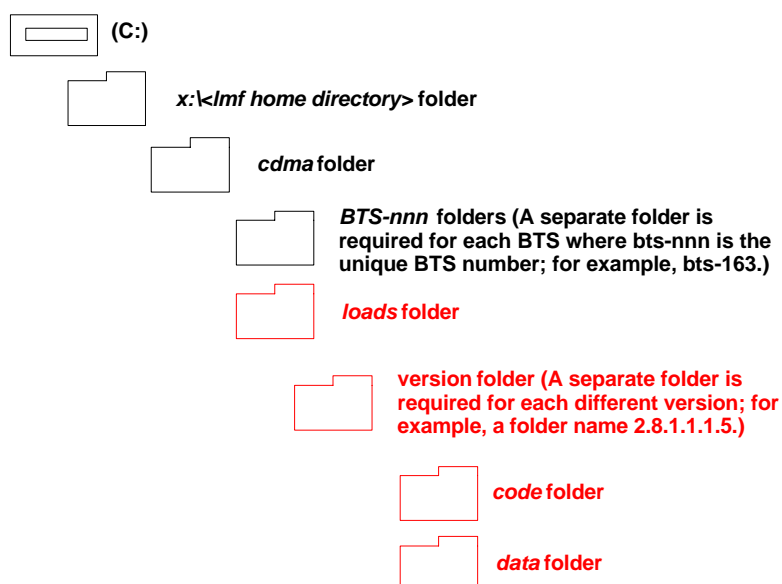 (C:)
x:\<lmf home directory> folder
cdma folder
BTS-nnn folders (A separate folder is
required for each BTS where bts-nnn is the
unique BTS number; for example, bts-163.)
loads folder
version folder (A separate folder is
required for each different version; for
example, a folder name 2.8.1.1.1.5.)
code folder
data folder